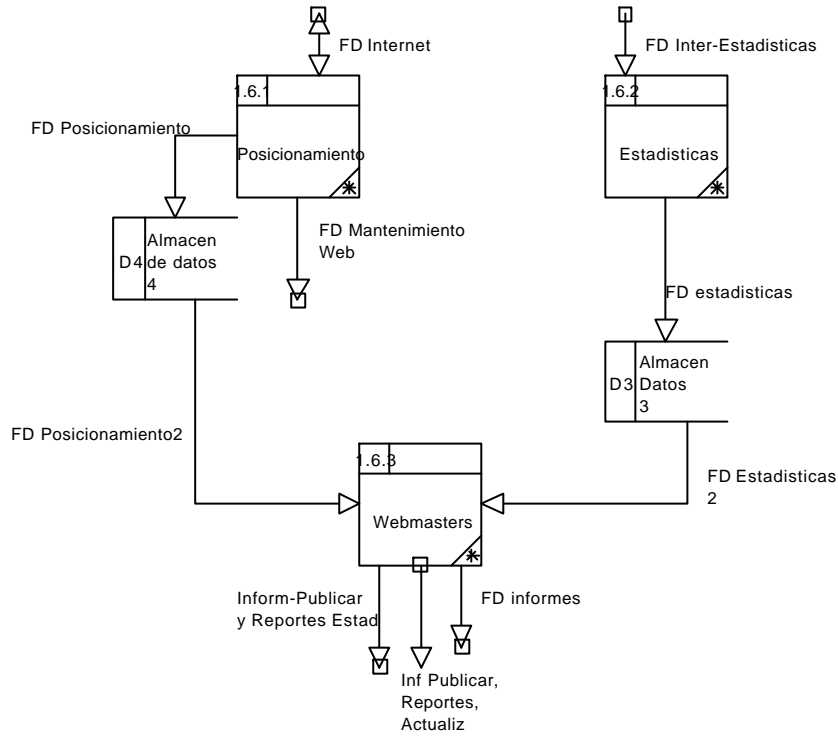 FD Internet
FD Inter-Estadisticas
1.6.1
1.6.2
FD Posicionamiento
Posicionamiento
Estadisticas
FD Mantenimiento
Web
D4
Almacen
de datos
4
FD estadisticas
D3
Almacen
Datos
3
FD Posicionamiento2
1.6.3
FD Estadisticas
2
Webmasters
Inform-Publicar
y Reportes Estad
FD informes
Inf Publicar,
Reportes,
Actualiz